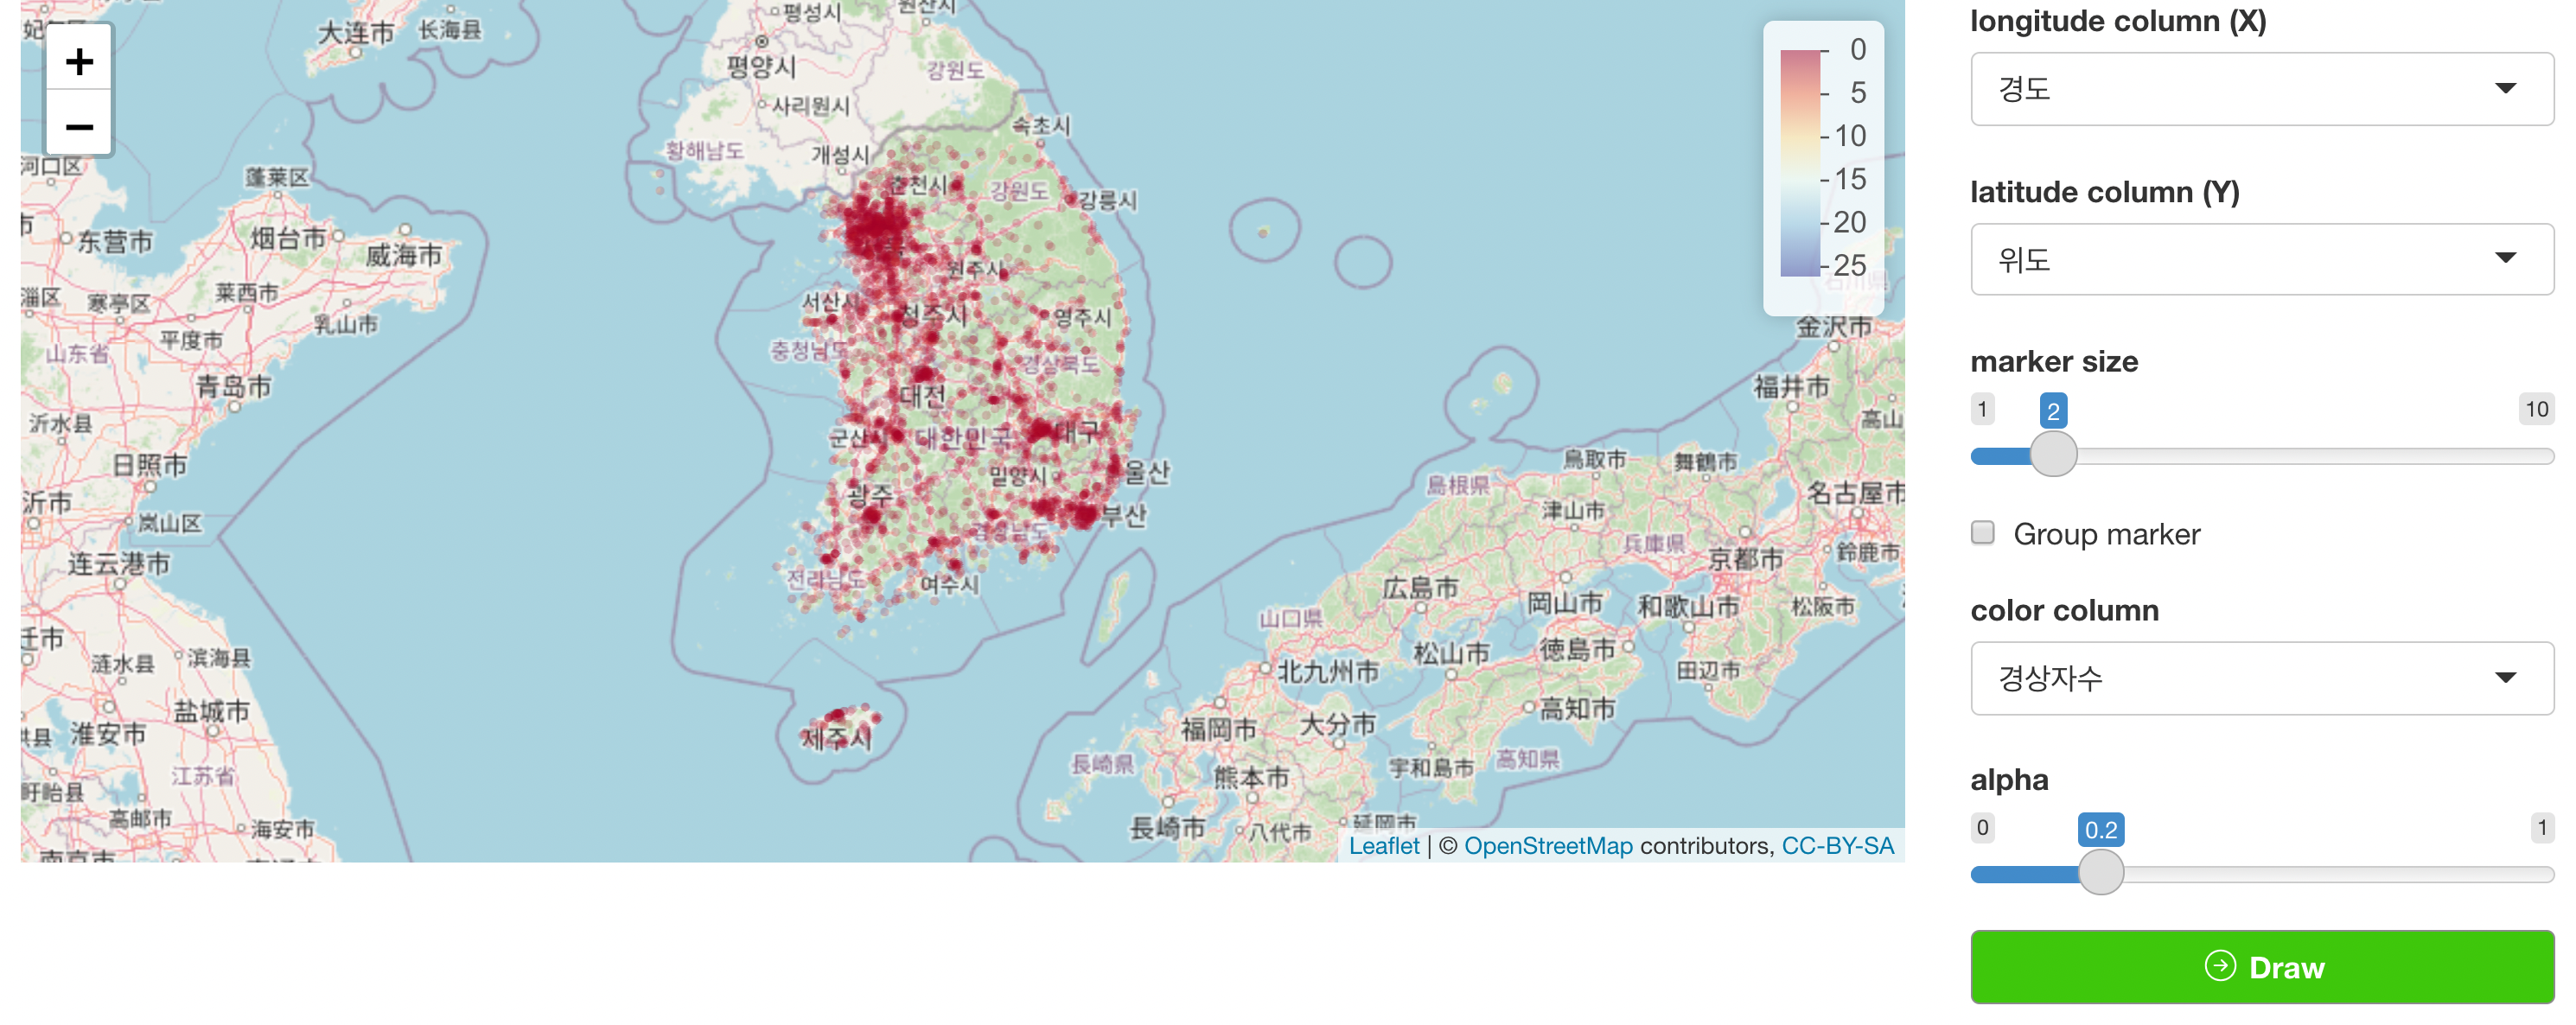 大连市
长海县
평성시
원산시
평양시
강원도
사리원시
속초시
황해남도
개성시
河口区
蓬莱区
춘천시
강원도
강릉시
东营市
烟台市
威海市
원주시
淄区
寒亭区
莱西市
서산시
청주시
영주시
平度市
乳山市
山东省
충청남도
경상북도
青岛市
대전
沂水县
군산시
대한민국
대구
日照市
밀양시
울산
沂市
岚山区
광주
부산
경상남도
连云港市
전라남도
여수시
迁市
涟水县
滨海县
盐城市
淮安市
제주시
江苏省
盱眙县
高邮市
海安市
石川県
金沢市
福井市
高山
鳥取市
舞鶴市
島根県
津山市
名古屋市
兵庫県
京都市
鈴鹿市
広島市
岡山市
和歌山市
松阪市
山口県
松山市
徳島市
田辺市
北九州市
高知市
福岡市
大分市
長崎県
熊本市
宇和島市
高知県
長崎市
八代市
延岡市
+
−
0
5
10
15
20
25
Leaflet | © OpenStreetMap contributors, CC-BY-SA
longitude column (X)
경도
latitude column (Y)
위도
marker size
1
2
10
Group marker
color column
경상자수
alpha
0
0.2
1
Draw